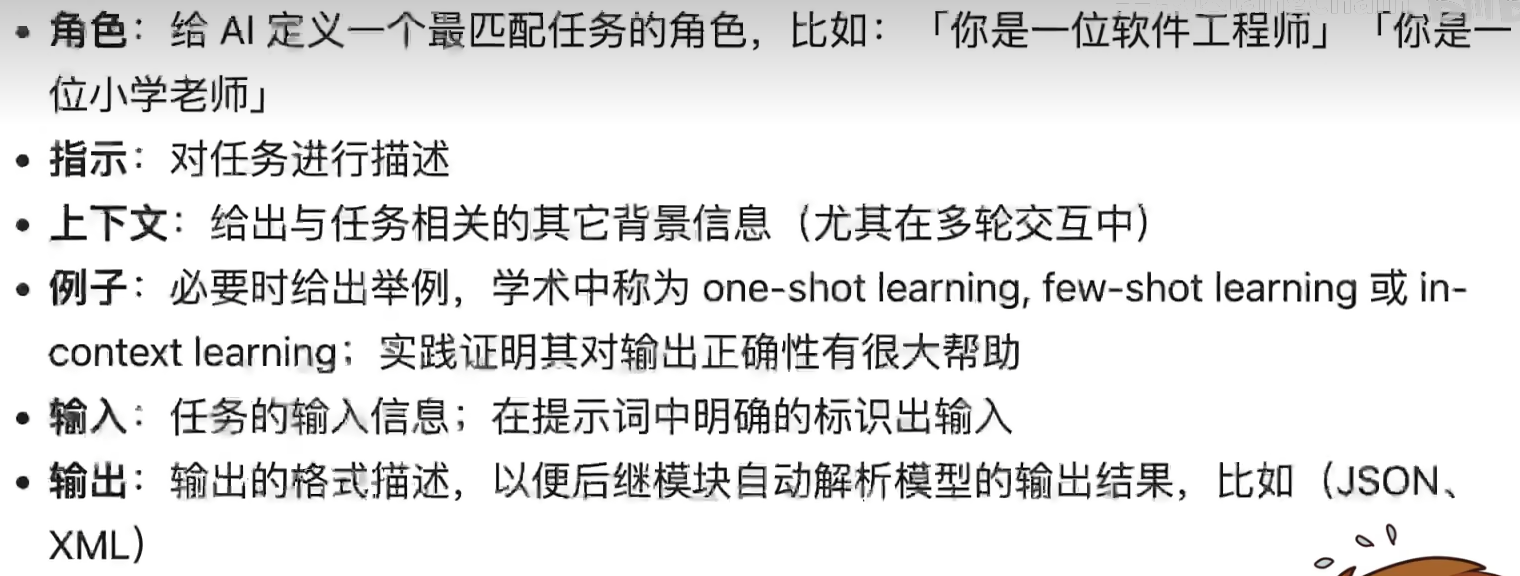 • 角色：给 AI 定义一个最匹配任务的角色，比如：「你是一位软件工程师」「你是一
位小学老师」
• 指示：对任务进行描述
• 上下文：给出与任务相关的其它背景信息（尤其在多轮交互中）
• 例子：必要时给出举例，学术中称为 one-shot learning, few-shot learning 或 in-
context learning；实践证明其对输出正确性有很大帮助
• 输入：任务的输入信息；在提示词中明确的标识出输入
• 输出：输出的格式描述，以便后继模块自动解析模型的输出结果，比如（JSON、
XML）